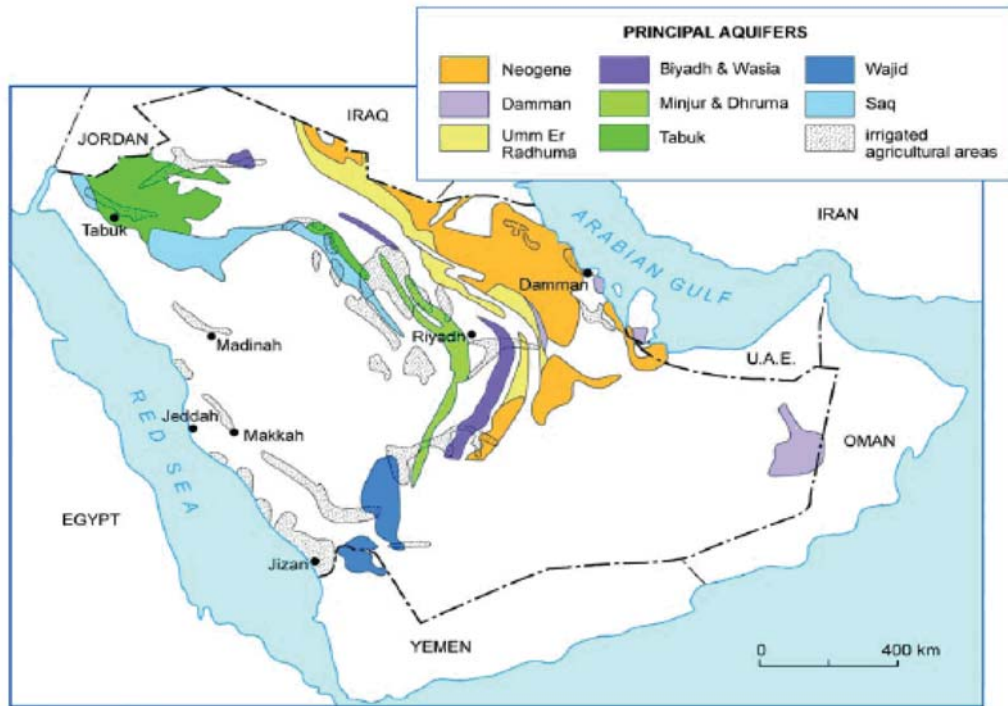 PRINCIPAL AQUIFERS
Neogene
Biyadh & Wasia
Wajid
Damman
Minjur & Dhruma
Saq
Umm Er
Radhuma
Tabuk
irrigated
agricultural areas
IRAQ
JORDAN
IRAN
Tabuk
ARABIAN GULF
Damman
Riyadh
Madinah
U.A.E.
Jeddah
Makkah
RED SEA
OMAN
EGYPT
Jizan
YEMEN
0 400 km